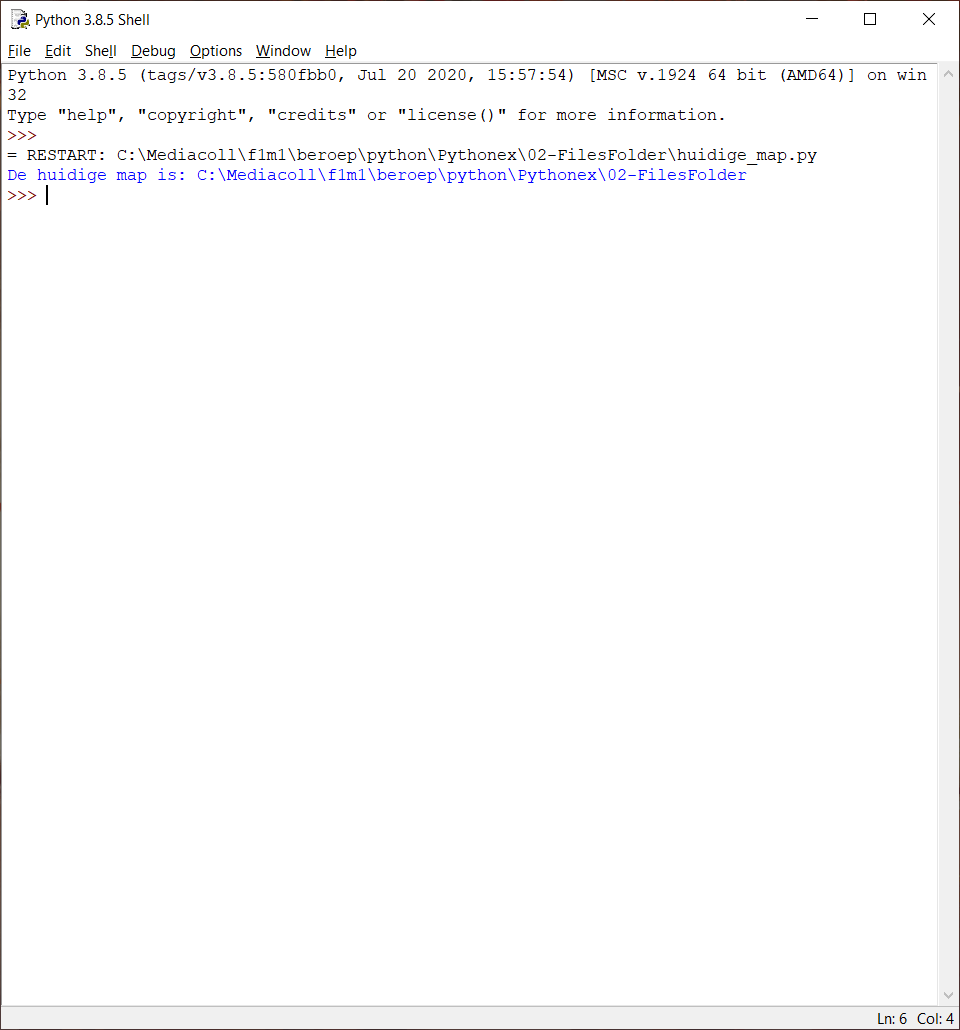 Python 3.8.5 Shell
File Edit Shell Debug Options Window Help
Python 3.8.5 (tags/v3.8.5:580fbb0, Jul 20 2020, 15:57:54) [MSC v.1924 64 bit (AMD64)] on win
32
Type "help", "copyright", "credits" or "license()" for more information.
>>>
= RESTART: C:\Mediacoll\f1m1\beroep\python\Pythonex\02-FilesFolder\huidige_map.py
De huidige map is: C:\Mediacoll\f1m1\beroep\python\Pythonex\02-FilesFolder
>>>
Ln: 6 Col: 4